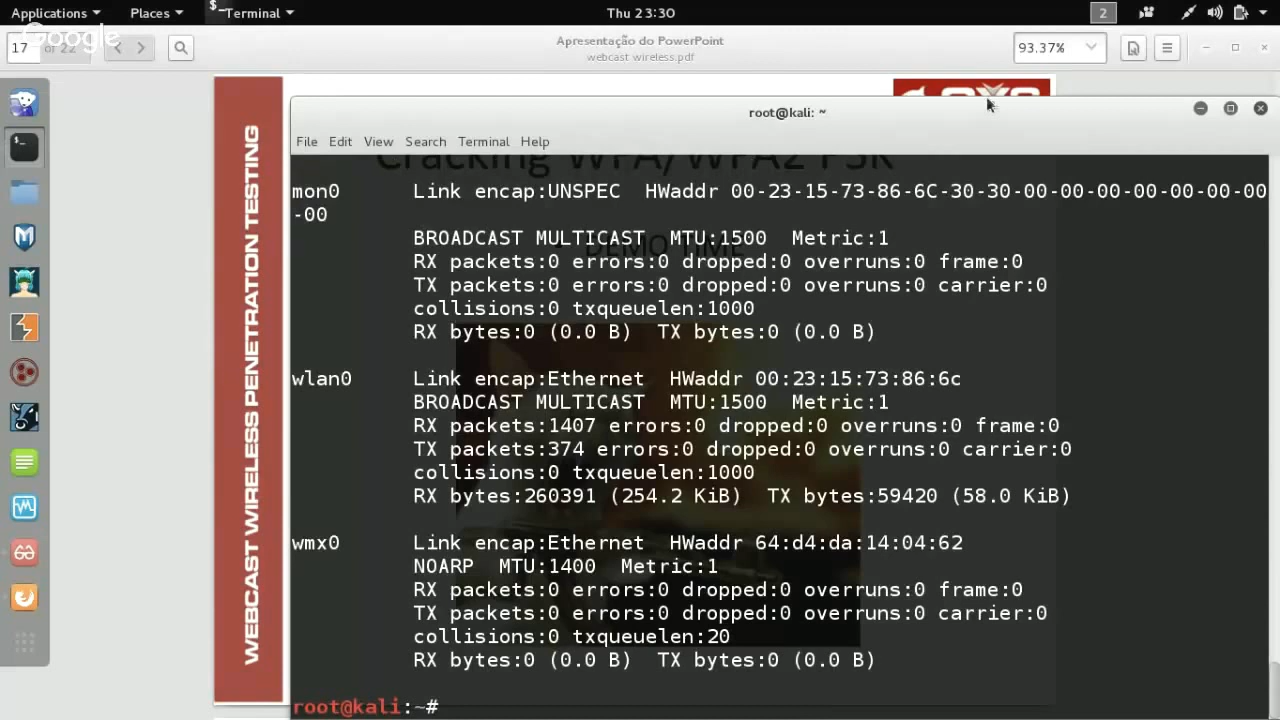 Applications Places Terminal Thu 23:30 2
Google
17 of 22
Apresentação do PowerPoint
webcast wireless.pdf
93.37%
WEBCAST WIRELESS PENETRATION TESTING
root@kali: ~
File Edit View Search Terminal Help
Cracking WPA/WPA2 PSK
DEMO TIME
mon0 Link encap:UNSPEC HWaddr 00-23-15-73-86-6C-30-30-00-00-00-00-00-00-00
-00
BROADCAST MULTICAST MTU:1500 Metric:1
RX packets:0 errors:0 dropped:0 overruns:0 frame:0
TX packets:0 errors:0 dropped:0 overruns:0 carrier:0
collisions:0 txqueuelen:1000
RX bytes:0 (0.0 B) TX bytes:0 (0.0 B)
wlan0 Link encap:Ethernet HWaddr 00:23:15:73:86:6c
BROADCAST MULTICAST MTU:1500 Metric:1
RX packets:1407 errors:0 dropped:0 overruns:0 frame:0
TX packets:374 errors:0 dropped:0 overruns:0 carrier:0
collisions:0 txqueuelen:1000
RX bytes:260391 (254.2 KiB) TX bytes:59420 (58.0 KiB)
wmx0 Link encap:Ethernet HWaddr 64:d4:da:14:04:62
NOARP MTU:1400 Metric:1
RX packets:0 errors:0 dropped:0 overruns:0 frame:0
TX packets:0 errors:0 dropped:0 overruns:0 carrier:0
collisions:0 txqueuelen:20
RX bytes:0 (0.0 B) TX bytes:0 (0.0 B)
root@kali:~#